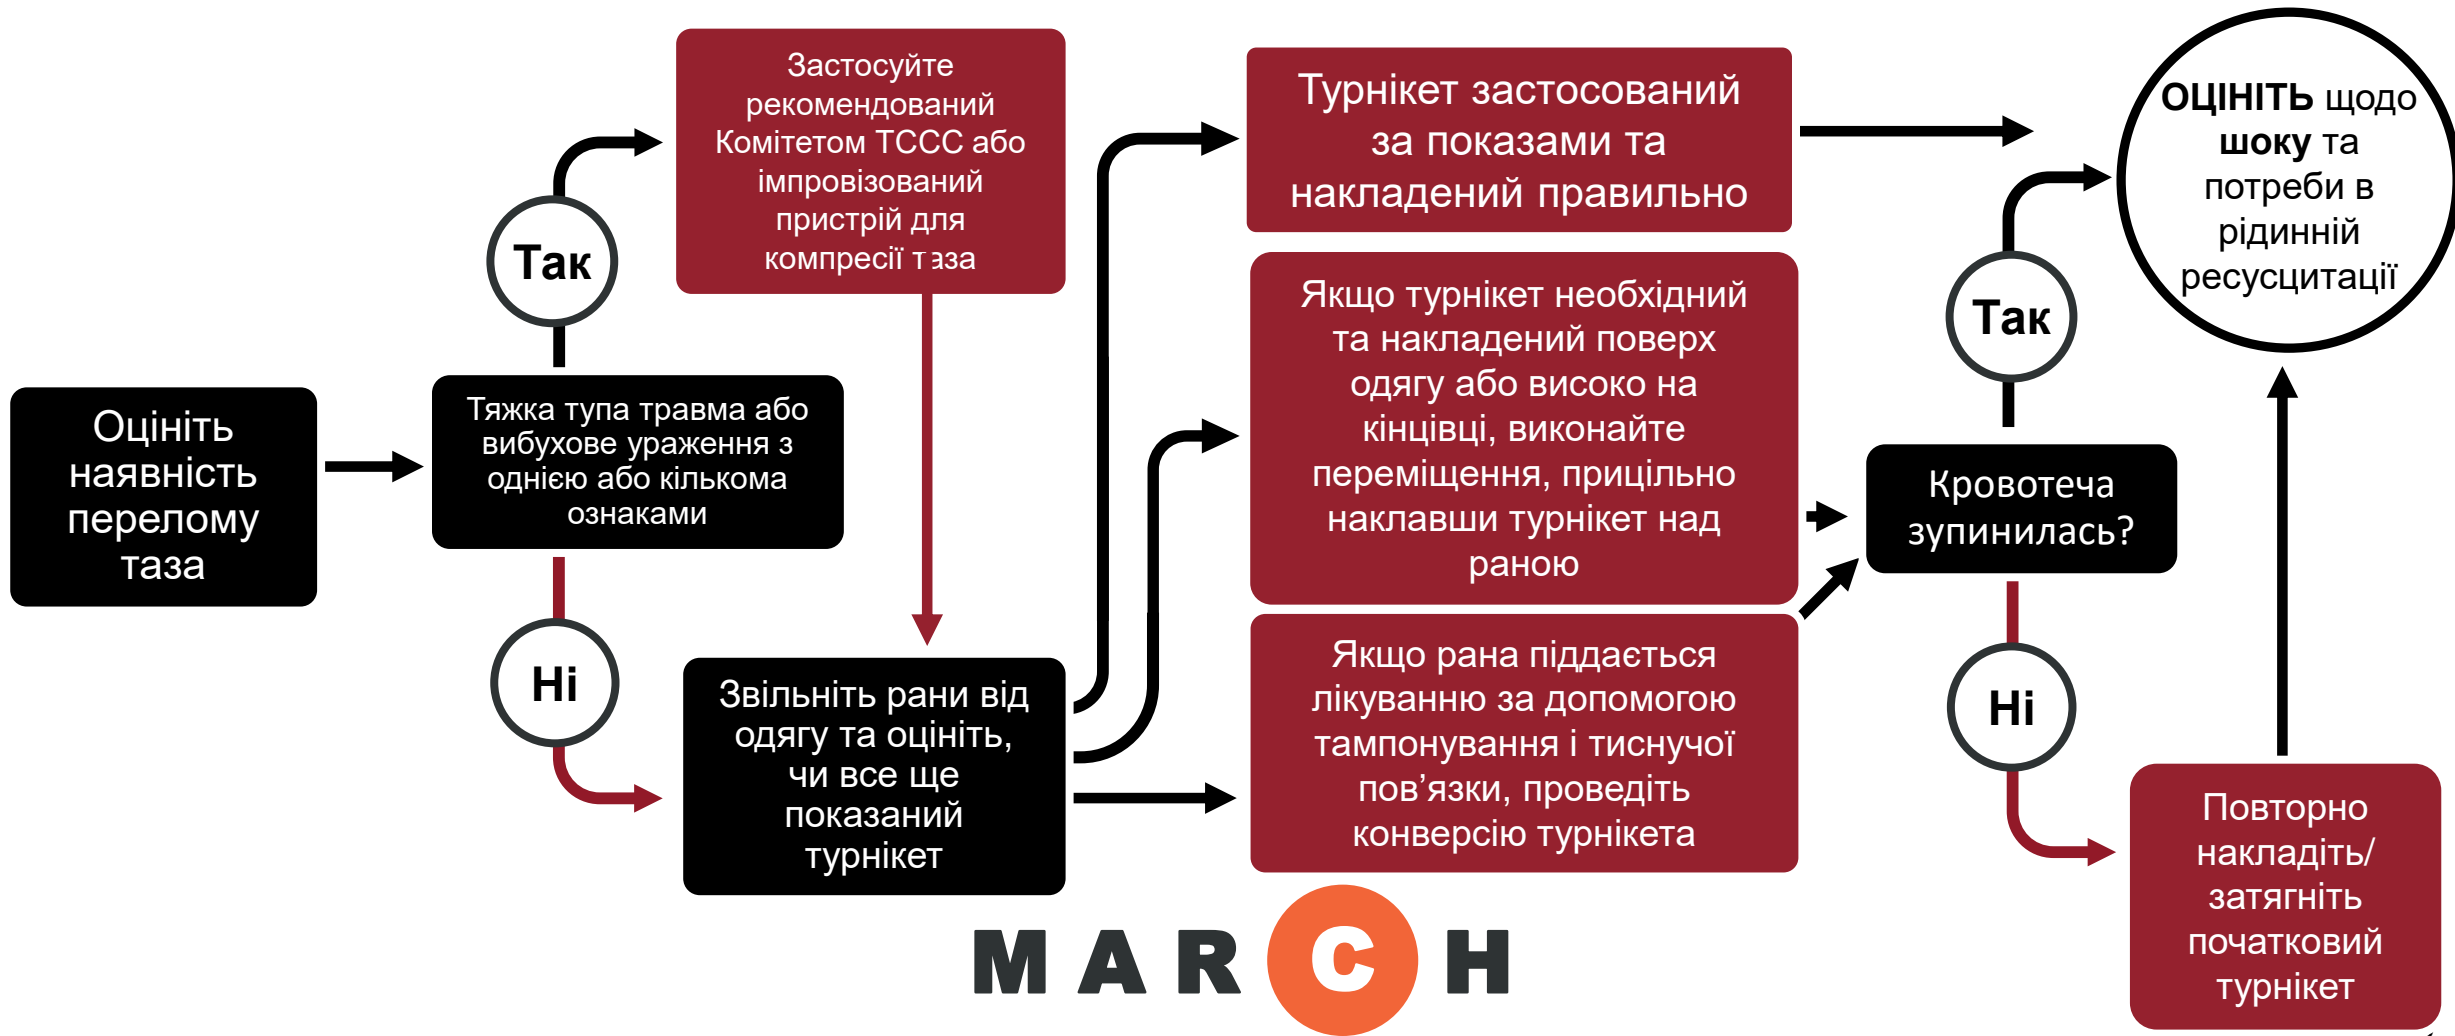 Оцініть
наявність
перелому
таза
Так
Тяжка тупа травма або
вибухове ураження з
однією або кількома
ознаками
Ні
Застосуйте
рекомендований
Комітетом ТССС або
імпровізований
пристрій для
компресії таза
Звільніть рани від
одягу та оцініть,
чи все ще
показаний
турнікет
Турнікет застосований
за показами та
накладений правильно
Якщо турнікет необхідний
та накладений поверх
одягу або високо на
кінцівці, виконайте
переміщення, прицільно
наклавши турнікет над
раною
Якщо рана піддається
лікуванню за допомогою
тампонування і тиснучої
пов’язки, проведіть
конверсію турнікета
Так
Кровотеча
зупинилась?
Ні
ОЦІНІТЬ щодо
шоку та
потреби в
рідинній
ресусцитації
Повторно
накладіть/
затягніть
початковий
турнікет
MARCH